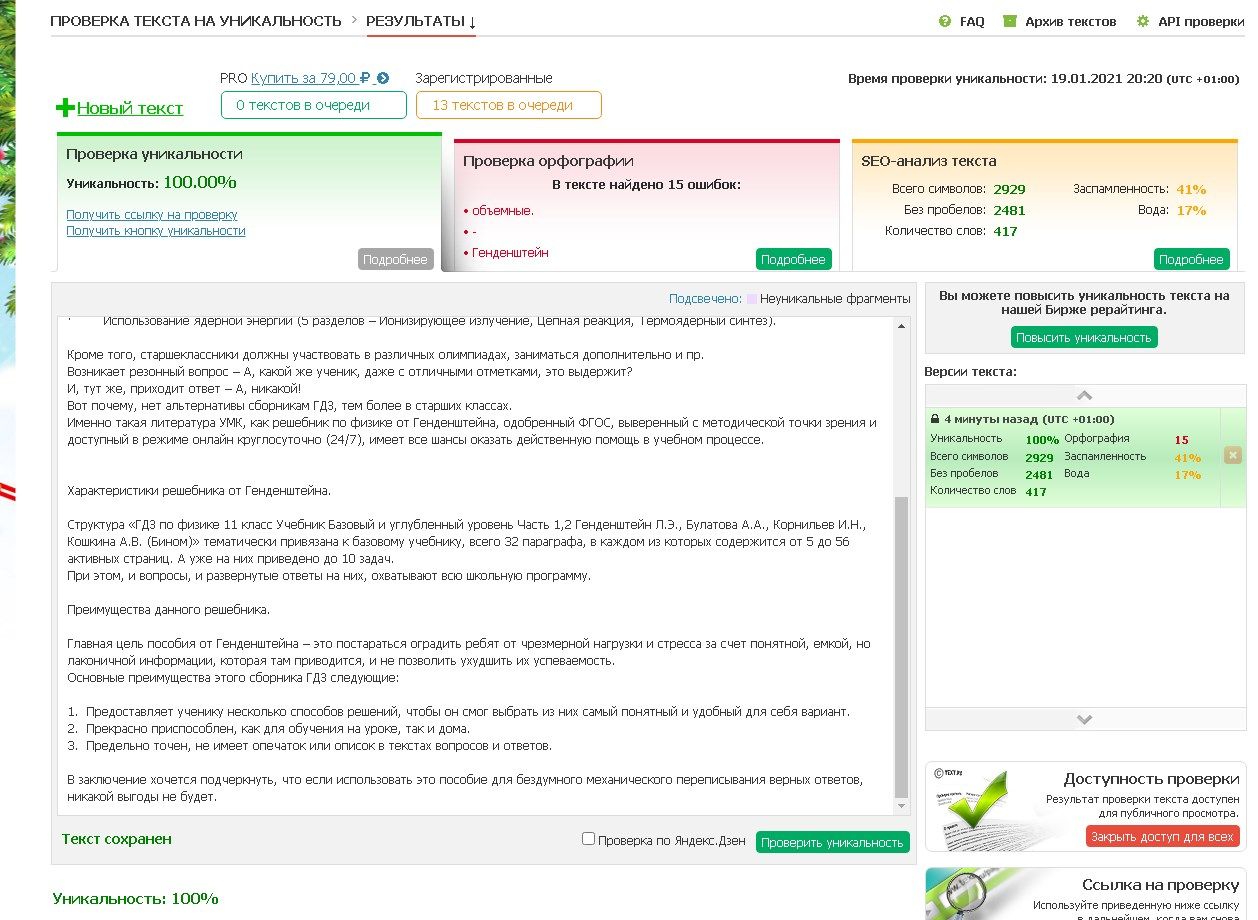 ПРОВЕРКА ТЕКСТА НА УНИКАЛЬНОСТЬ > РЕЗУЛЬТАТЫ ↓
FAQ Архив текстов API проверки
PRO Купить за 79,00 ₽ Зарегистрированные
Время проверки уникальности: 19.01.2021 20:20 (UTC +01:00)
Новый текст
0 текстов в очереди 13 текстов в очереди
Проверка уникальности
Уникальность: 100.00%
Получить ссылку на проверку
Получить кнопку уникальности
Подробнее
Проверка орфографии
В тексте найдено 15 ошибок:
• объемные.
• -
• Генденштейн
Подробнее
SEO-анализ текста
Всего символов: 2929 Заспамленность: 41%
Без пробелов: 2481 Вода: 17%
Количество слов: 417
Подробнее
Подсвечено: Неуникальные фрагменты
· Использование ядерной энергии (5 разделов – Ионизирующее излучение, Цепная реакция, Термоядерный синтез).
Кроме того, старшеклассники должны участвовать в различных олимпиадах, заниматься дополнительно и пр.
Возникает резонный вопрос – А, какой же ученик, даже с отличными отметками, это выдержит?
И, тут же, приходит ответ – А, никакой!
Вот почему, нет альтернативы сборникам ГДЗ, тем более в старших классах.
Именно такая литература УМК, как решебник по физике от Генденштейна, одобренный ФГОС, выверенный с методической точки зрения и
доступный в режиме онлайн круглосуточно (24/7), имеет все шансы оказать действенную помощь в учебном процессе.
Характеристики решебника от Генденштейна.
Структура «ГДЗ по физике 11 класс Учебник Базовый и углубленный уровень Часть 1,2 Генденштейн Л.Э., Булатова А.А., Корнильев И.Н.,
Кошкина А.В. (Бином)» тематически привязана к базовому учебнику, всего 32 параграфа, в каждом из которых содержится от 5 до 56
активных страниц. А уже на них приведено до 10 задач.
При этом, и вопросы, и развернутые ответы на них, охватывают всю школьную программу.
Преимущества данного решебника.
Главная цель пособия от Генденштейна – это постараться оградить ребят от чрезмерной нагрузки и стресса за счет понятной, емкой, но
лаконичной информации, которая там приводится, и не позволить ухудшить их успеваемость.
Основные преимущества этого сборника ГДЗ следующие:
1. Предоставляет ученику несколько способов решений, чтобы он смог выбрать из них самый понятный и удобный для себя вариант.
2. Прекрасно приспособлен, как для обучения на уроке, так и дома.
3. Предельно точен, не имеет опечаток или описок в текстах вопросов и ответов.
В заключение хочется подчеркнуть, что если использовать это пособие для бездумного механического переписывания верных ответов,
никакой выгоды не будет.
Текст сохранен
Проверка по Яндекс.Дзен Проверить уникальность
Уникальность: 100%
Вы можете повысить уникальность текста на
нашей Бирже рерайтинга.
Повысить уникальность
Версии текста:
4 минуты назад (UTC +01:00)
Уникальность 100% Орфография 15
Всего символов 2929 Заспамленность 41%
Без пробелов 2481 Вода 17%
Количество слов 417
© TEXT.RU
Доступность проверки
Результат проверки текста доступен
для публичного просмотра.
Закрыть доступ для всех
Ссылка на проверку
Используйте приведенную ниже ссылку
в дальнейшем, когда вам снова